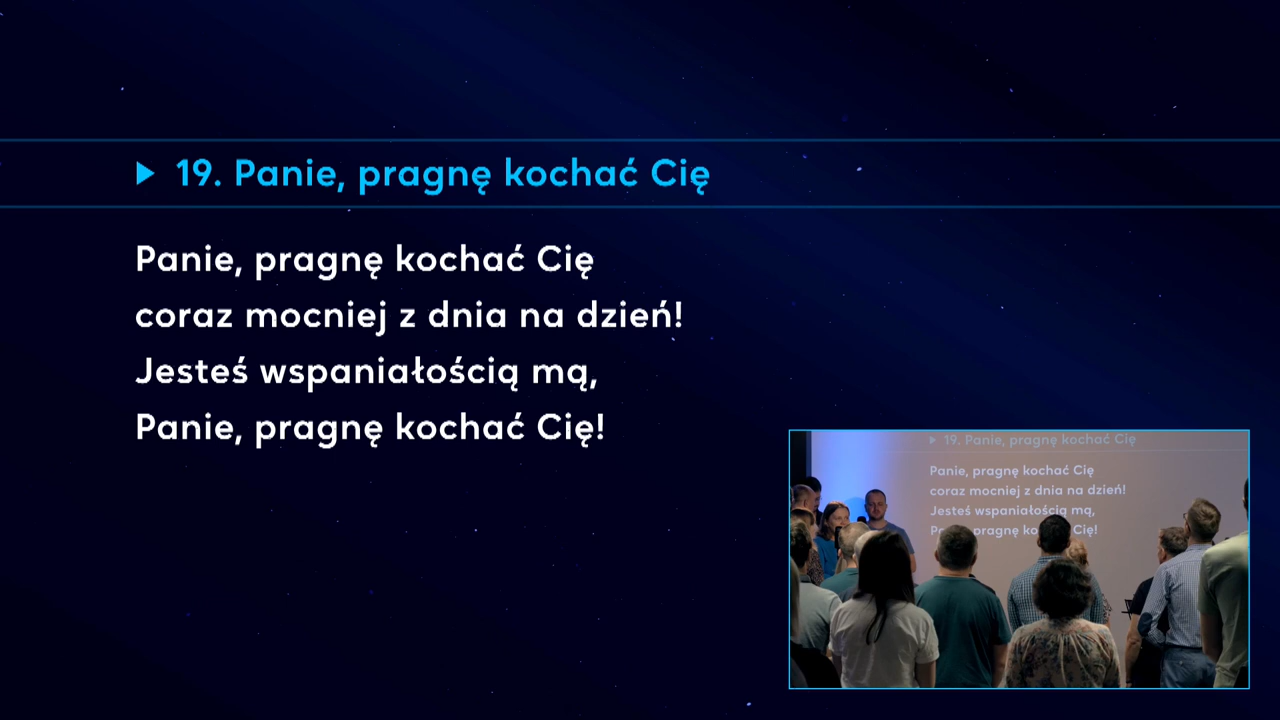 19. Panie, pragnę kochać Cię
Panie, pragnę kochać Cię
coraz mocniej z dnia na dzień!
Jesteś wspaniałością mą,
Panie, pragnę kochać Cię!
19. Panie, pragnę kochać Cię
Panie, pragnę kochać Cię
coraz mocniej z dnia na dzień!
Jesteś wspaniałością mą,
pragnę Cię!